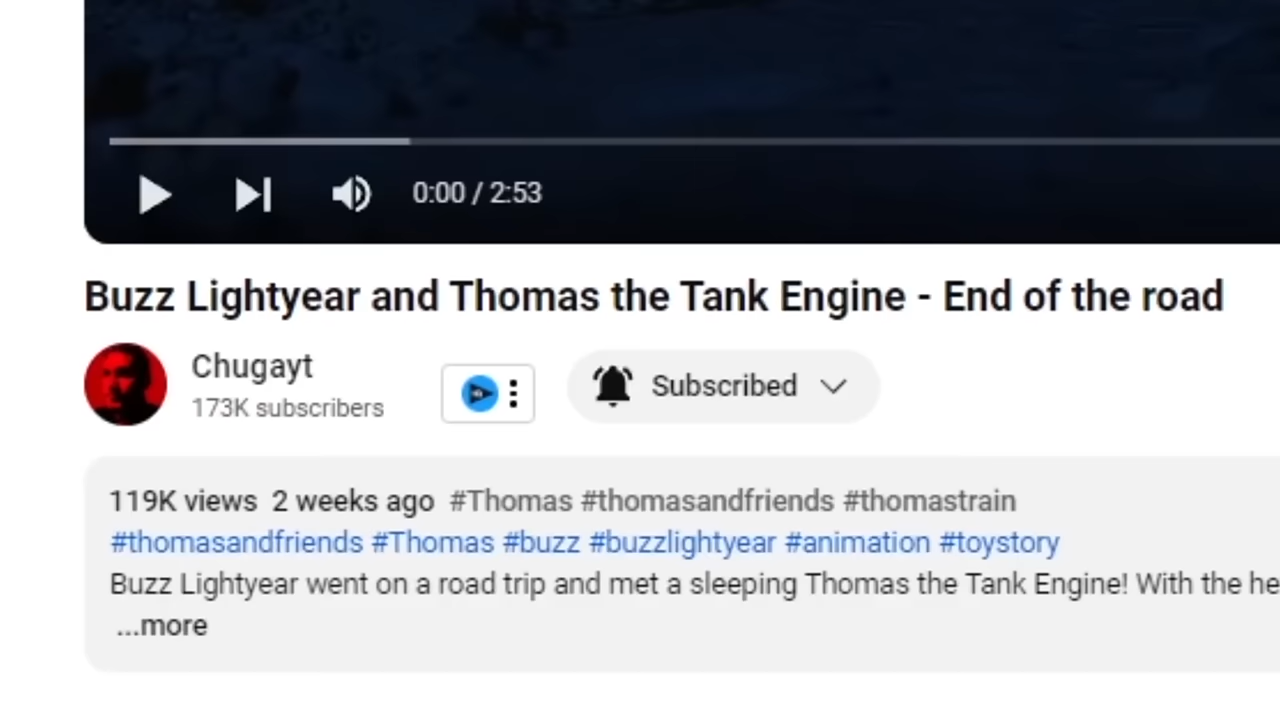 0:00 / 2:53
Buzz Lightyear and Thomas the Tank Engine - End of the road
Chugayt
173K subscribers
Subscribed
119K views 2 weeks ago #Thomas #thomasandfriends #thomastrain
#thomasandfriends #Thomas #buzz #buzzlightyear #animation #toystory
Buzz Lightyear went on a road trip and met a sleeping Thomas the Tank Engine! With the he
...more